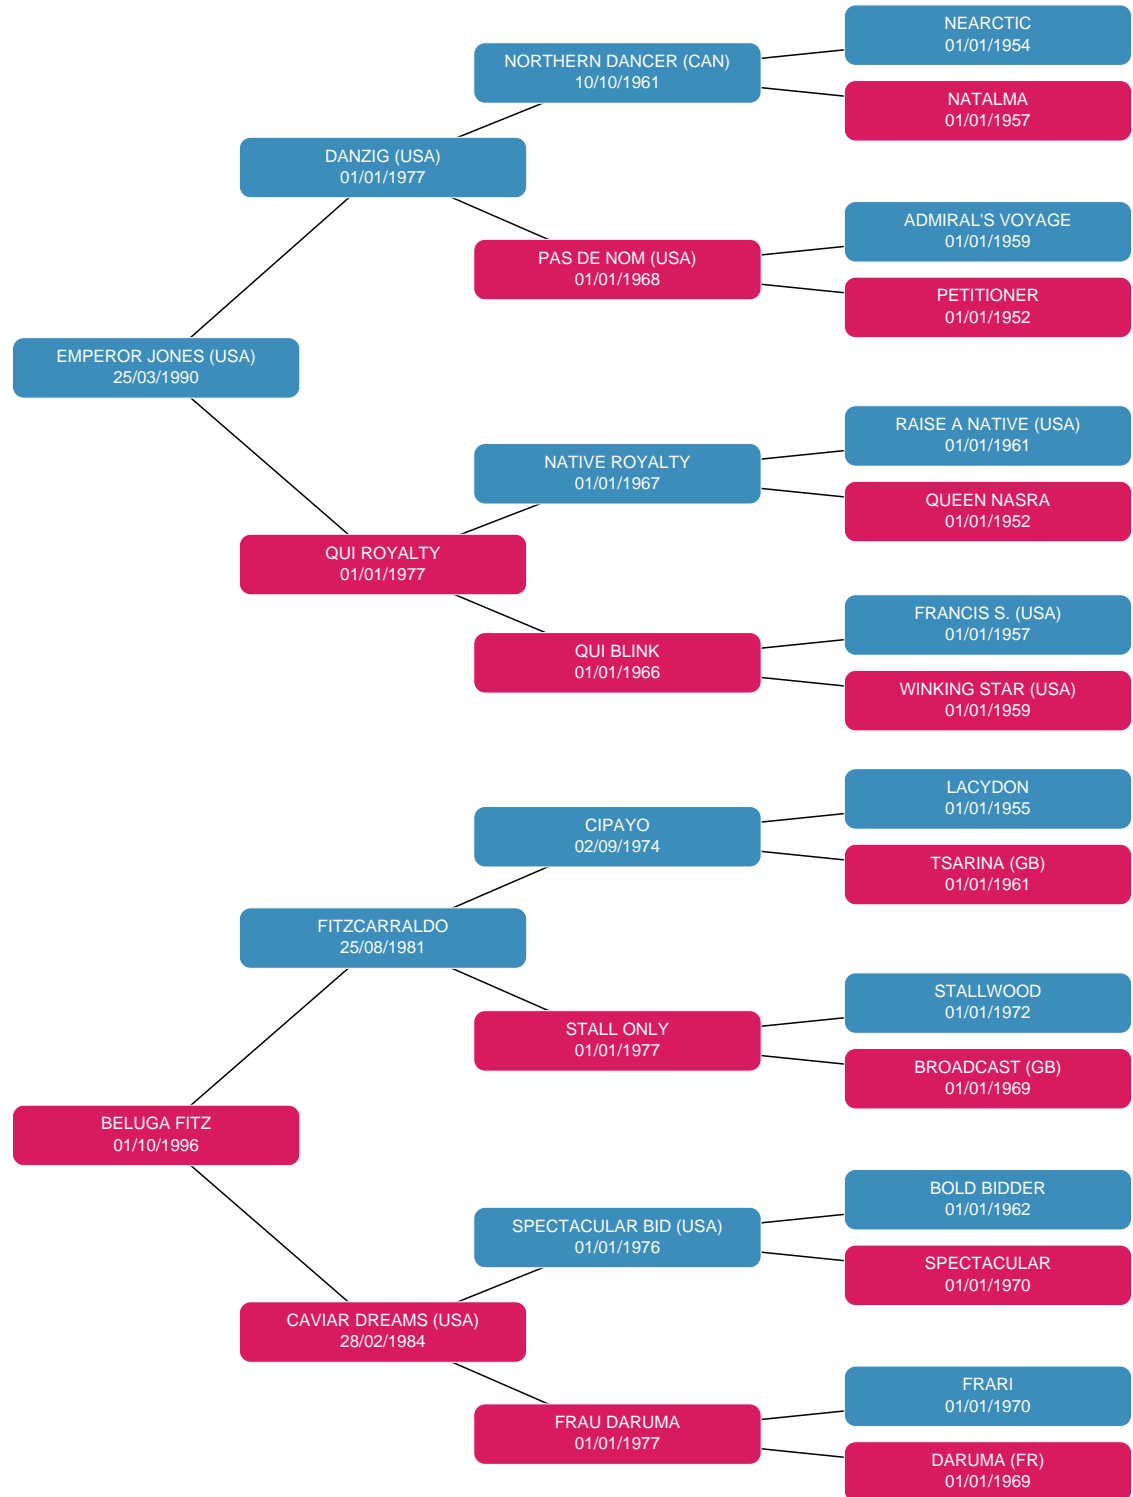 NEARCTIC
01/01/1954
NORTHERN DANCER (CAN)
10/10/1961
NATALMA
01/01/1957
DANZIG (USA)
01/01/1977
ADMIRAL'S VOYAGE
01/01/1959
PAS DE NOM (USA)
01/01/1968
PETITIONER
01/01/1952
EMPEROR JONES (USA)
25/03/1990
RAISE A NATIVE (USA)
01/01/1961
NATIVE ROYALTY
01/01/1967
QUEEN NASRA
01/01/1952
QUI ROYALTY
01/01/1977
FRANCIS S. (USA)
01/01/1957
QUI BLINK
01/01/1966
WINKING STAR (USA)
01/01/1959
LACYDON
01/01/1955
CIPAYO
02/09/1974
TSARINA (GB)
01/01/1961
FITZCARRALDO
25/08/1981
STALLWOOD
01/01/1972
STALL ONLY
01/01/1977
BROADCAST (GB)
01/01/1969
BELUGA FITZ
01/10/1996
BOLD BIDDER
01/01/1962
SPECTACULAR BID (USA)
01/01/1976
SPECTACULAR
01/01/1970
CAVIAR DREAMS (USA)
28/02/1984
FRARI
01/01/1970
FRAU DARUMA
01/01/1977
DARUMA (FR)
01/01/1969